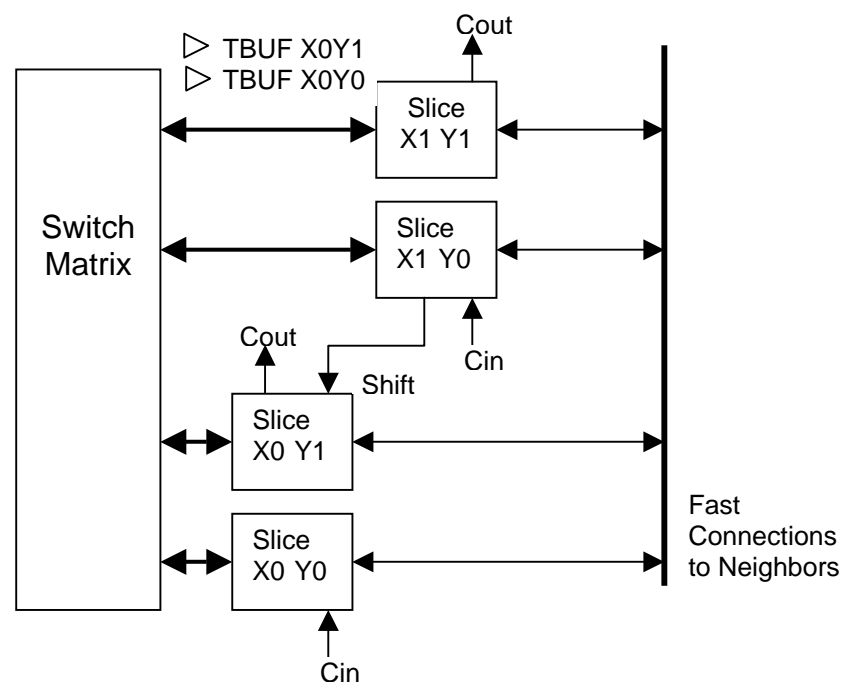 Cout
TBUF X0Y1
TBUF X0Y0
Slice
X1 Y1
Switch
Matrix
Slice
X1 Y0
Cout
Cin
Shift
Slice
X0 Y1
Fast
Connections
to Neighbors
Slice
X0 Y0
Cin